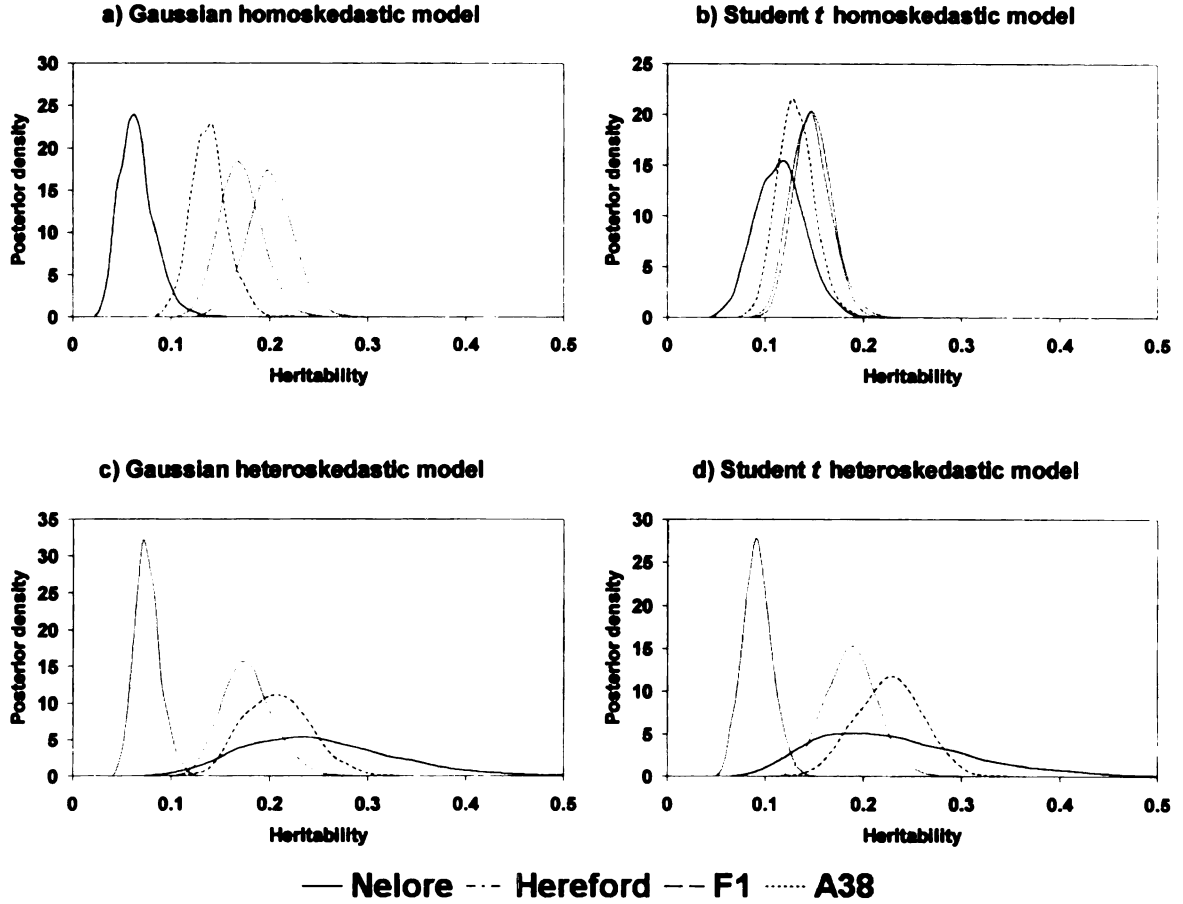 a) Gaussian homoskedastic model
30
25
20
15
10
5
0
Posterior density
0 0.1 0.2 0.3 0.4 0.5
Heritability
b) Student t homoskedastic model
25
20
15
10
5
0
Posterior density
0 0.1 0.2 0.3 0.4 0.5
Heritability
c) Gaussian heteroskedastic model
35
30
25
20
15
10
5
0
Posterior density
0 0.1 0.2 0.3 0.4 0.5
Heritability
d) Student t heteroskedastic model
30
25
20
15
10
5
0
Posterior density
0 0.1 0.2 0.3 0.4 0.5
Heritability
Nelore Hereford F1 A38